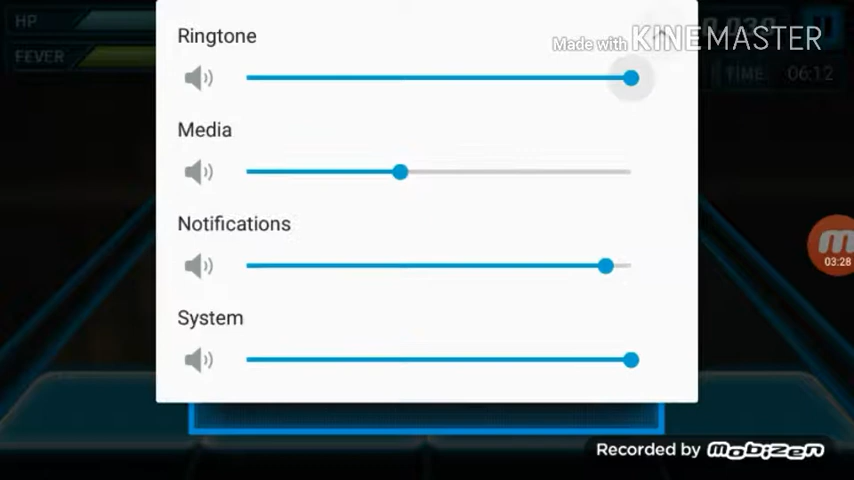 HP
FEVER
Ringtone
Made with KINEMASTER
TIME 06:12
Media
Notifications
03:28
System
Recorded by mobizen